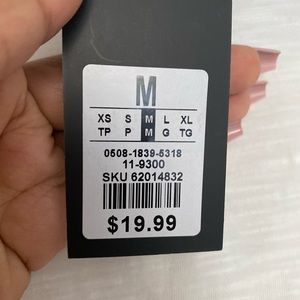 M
XS S M L XL
TP P M G TG
0508-1839-5318
11-9300
SKU 62014832
$19.99